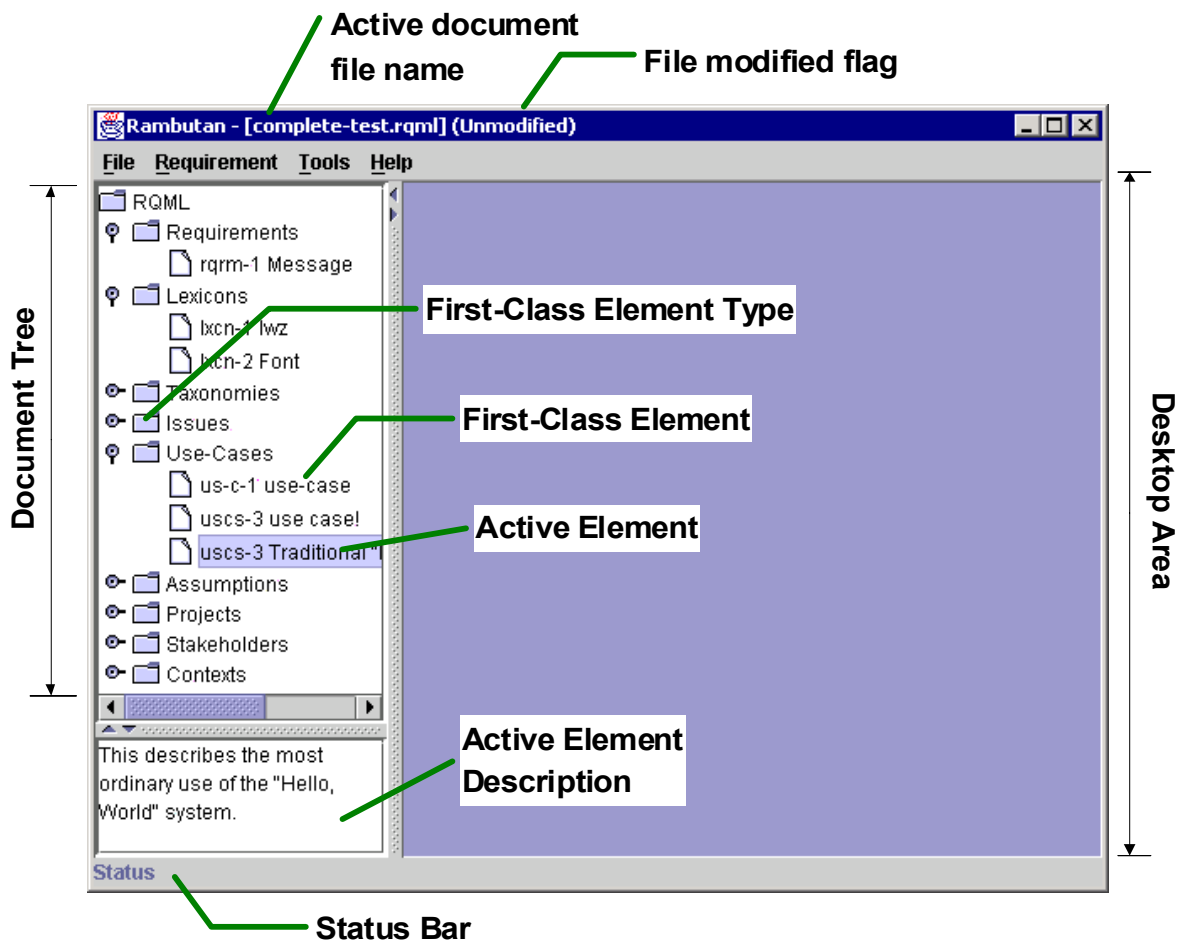 Active document
file name
File modified flag
Rambutan - [complete-test.rqml] (Unmodified)
File Requirement Tools Help
RQML
Requirements
rqrm-1 Message
Lexicons
lxcn-1 lwz
lxcn-2 Font
Taxonomies
Issues
Use-Cases
us-c-1 use-case
uscs-3 use case!
uscs-3 Traditional "
Assumptions
Projects
Stakeholders
Contexts
This describes the most
ordinary use of the "Hello,
World" system.
Status
Document Tree
First-Class Element Type
First-Class Element
Active Element
Active Element
Description
Desktop Area
Status Bar